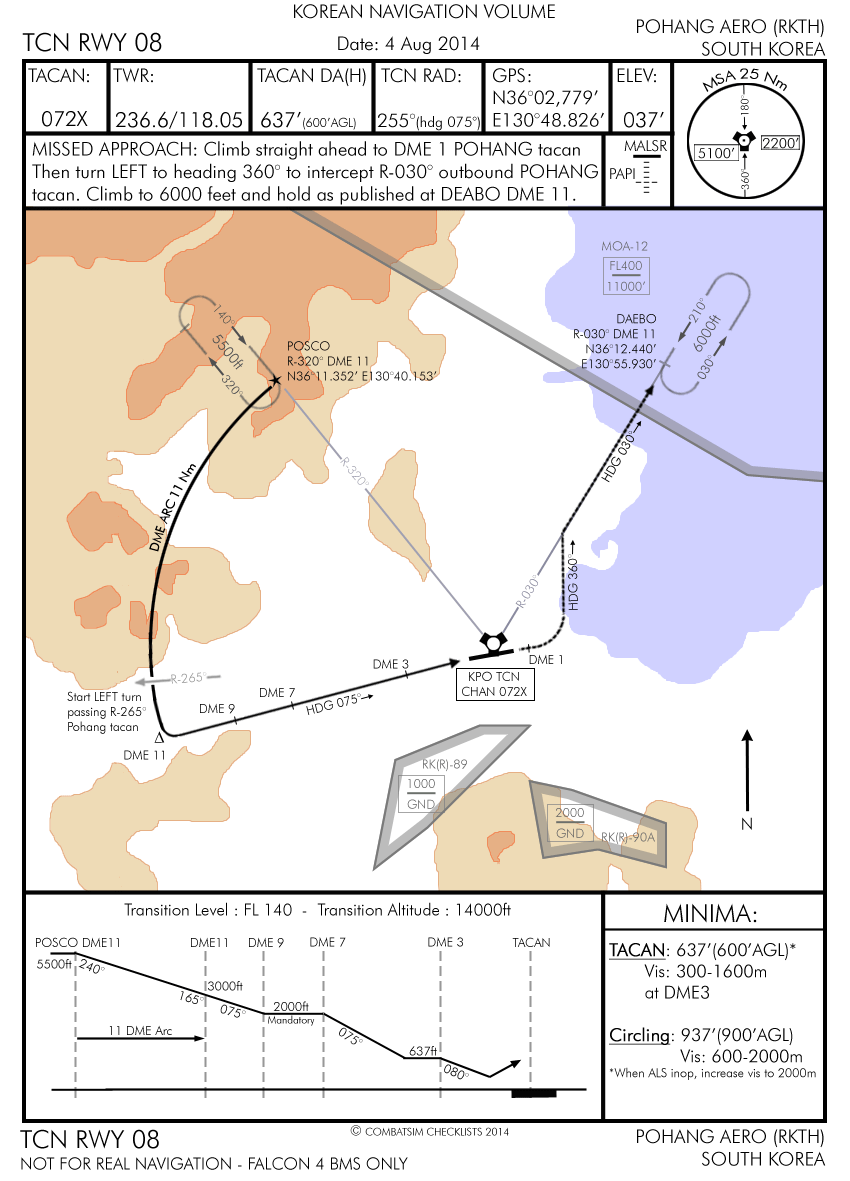 KOREAN NAVIGATION VOLUME
TCN RWY 08
Date: 4 Aug 2014
POHANG AERO (RKTH)
SOUTH KOREA
TACAN:
072X
TWR:
236.6/118.05
TACAN DA(H)
637’(600’AGL)
TCN RAD:
255°(hdg 075°)
GPS:
N36°02,779’
E130°48.826’
ELEV:
037’
MSA 25 Nm
180°
5100’
2200’
360°
MISSED APPROACH: Climb straight ahead to DME 1 POHANG tacan
Then turn LEFT to heading 360° to intercept R-030° outbound POHANG
tacan. Climb to 6000 feet and hold as published at DEABO DME 11.
MALSR
PAPI
MOA-12
FL400
11000’
140°
5500ft
320°
POSCO
R-320° DME 11
N36°11.352’ E130°40.153’
DAEBO
R-030° DME 11
N36°12.440’
E130°55.930’
210°
6000ft
030°
HDG 030°
R-320°
DME ARC 11 Nm
R-030°
HDG 360°
DME 1
KPO TCN
CHAN 072X
DME 3
R-265°
Start LEFT turn
passing R-265°
Pohang tacan
DME 9
DME 7
HDG 075°
DME 11
RK(R)-89
1000
GND
2000
GND
RK(R)-90A
N
Transition Level : FL 140 - Transition Altitude : 14000ft
POSCO DME11
DME11
DME 9
DME 7
DME 3
TACAN
5500ft
240°
165°
3000ft
075°
2000ft
Mandatory
075°
11 DME Arc
637ft
080°
MINIMA:
TACAN: 637’(600’AGL)*
Vis: 300-1600m
at DME3
Circling: 937’(900’AGL)
Vis: 600-2000m
*When ALS inop, increase vis to 2000m
TCN RWY 08
NOT FOR REAL NAVIGATION - FALCON 4 BMS ONLY
© COMBATSIM CHECKLISTS 2014
POHANG AERO (RKTH)
SOUTH KOREA